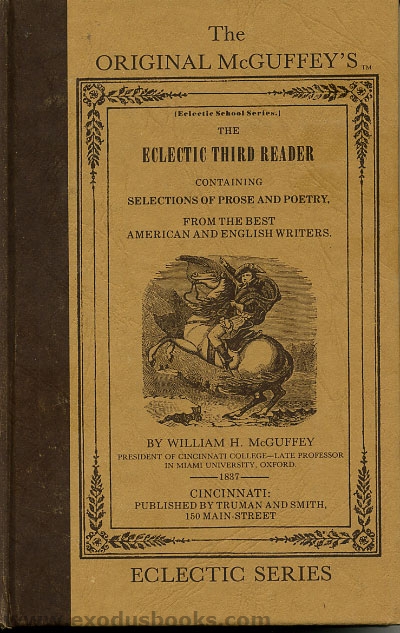 The
ORIGINAL McGUFFEY'S TM
[Eclectic School Series.]
THE
ECLECTIC THIRD READER
CONTAINING
SELECTIONS OF PROSE AND POETRY,
FROM THE BEST
AMERICAN AND ENGLISH WRITERS.
BY WILLIAM H. McGUFFEY
PRESIDENT OF CINCINNATI COLLEGE—LATE PROFESSOR
IN MIAMI UNIVERSITY, OXFORD.
1837
CINCINNATI:
PUBLISHED BY TRUMAN AND SMITH,
150 MAIN-STREET
ECLECTIC SERIES
www.exodusbooks.com